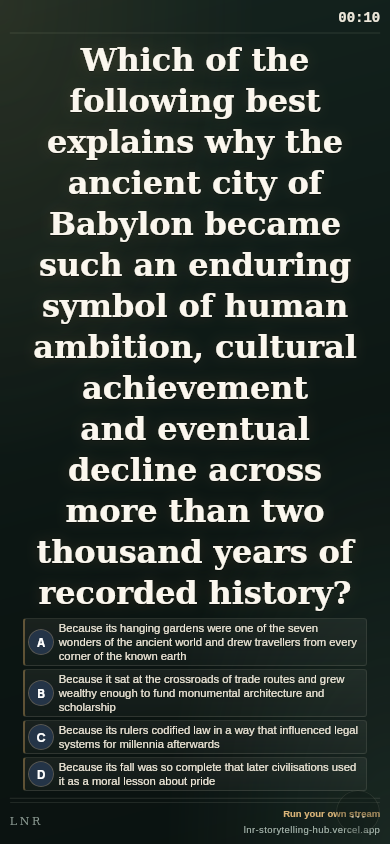 00:10
Which of the
following best
explains why the
ancient city of
Babylon became
such an enduring
symbol of human
ambition, cultural
achievement
and eventual
decline across
more than two
thousand years of
recorded history?
A
Because its hanging gardens were one of the seven
wonders of the ancient world and drew travellers from every
corner of the known earth
B
Because it sat at the crossroads of trade routes and grew
wealthy enough to fund monumental architecture and
scholarship
C
Because its rulers codified law in a way that influenced legal
systems for millennia afterwards
D
Because its fall was so complete that later civilisations used
it as a moral lesson about pride
LNR
Run your own stream
lnr-storytelling-hub.vercel.app